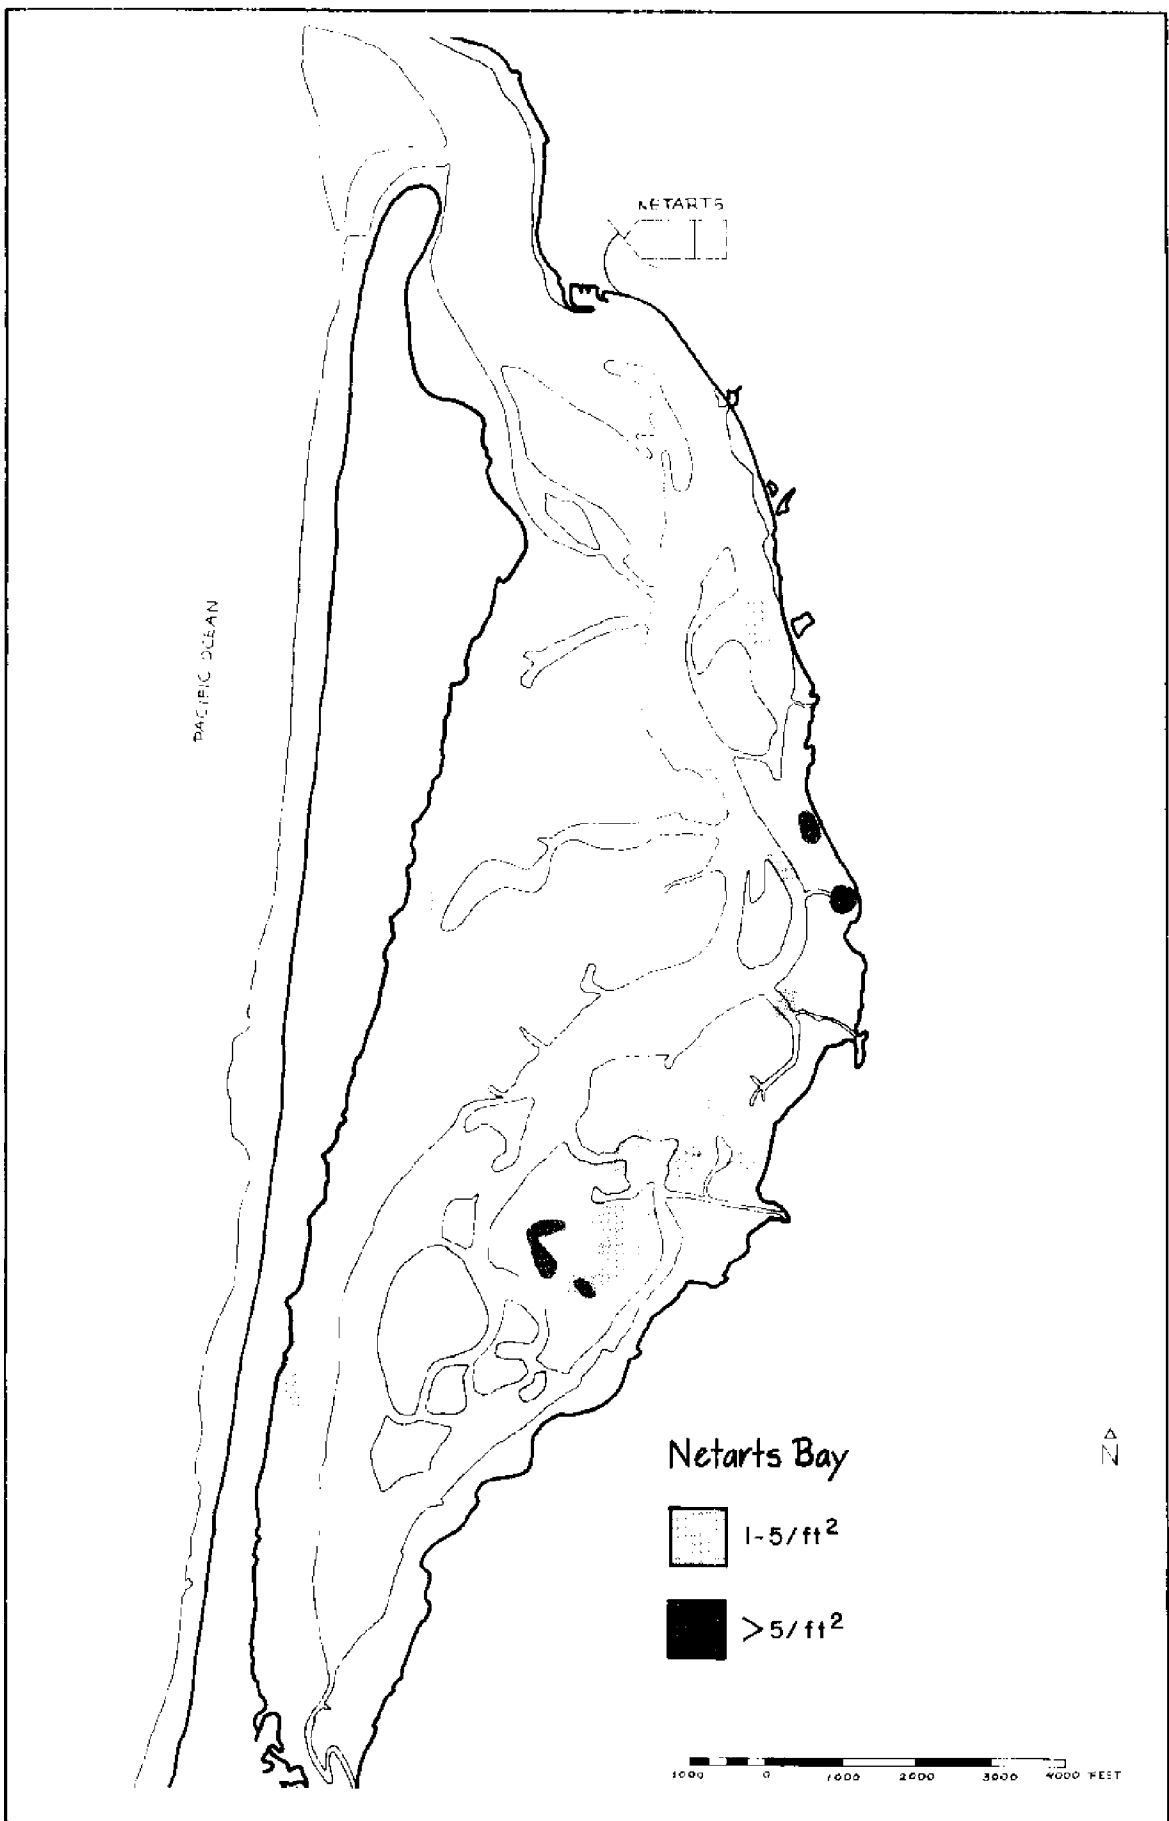 NETARTS
PACIFIC OCEAN
Netarts Bay
N
1-5/ft²
>5/ft²
1000 0 1000 2000 3000 4000 FEET